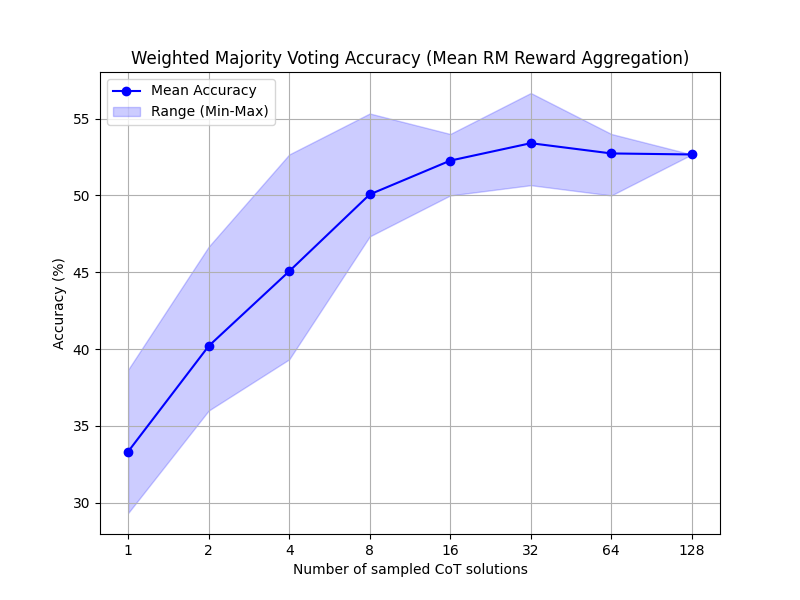 Weighted Majority Voting Accuracy (Mean RM Reward Aggregation)
Mean Accuracy
Range (Min-Max)
55
50
45
40
35
30
Accuracy (%)
1 2 4 8 16 32 64 128
Number of sampled CoT solutions